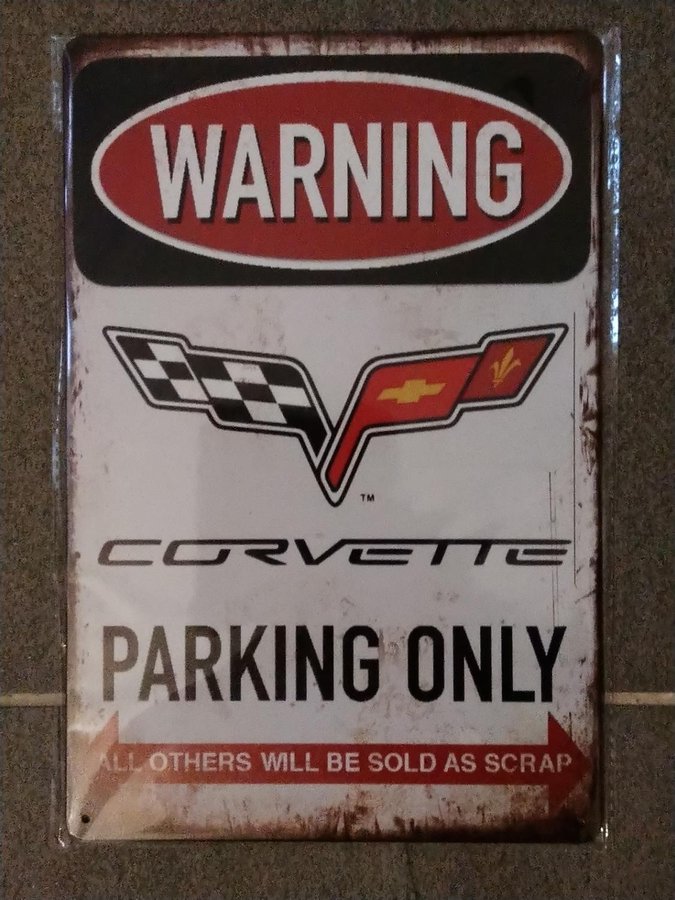 WARNING
TM
CORVETTE
PARKING ONLY
ALL OTHERS WILL BE SOLD AS SCRAP